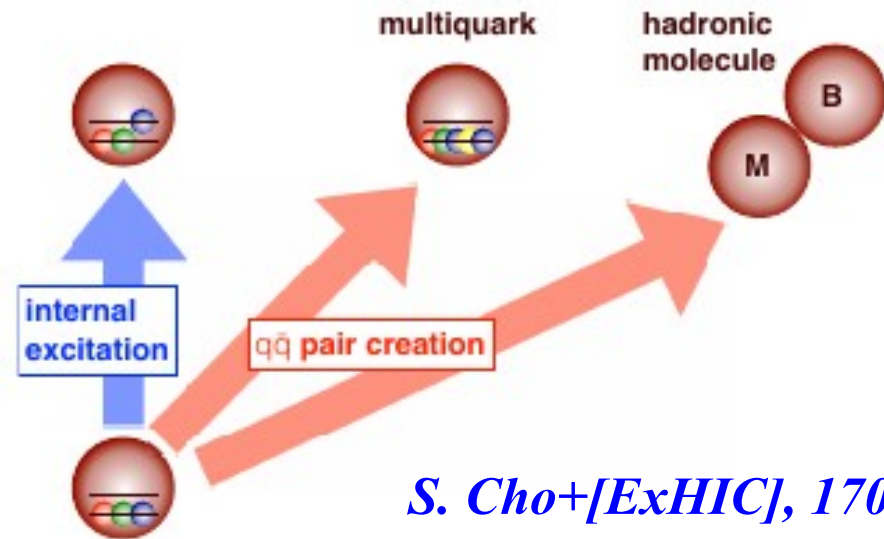 multiquark
hadronic
molecule
B
M
internal
excitation
qq̄ pair creation
S. Cho+[ExHIC], 170